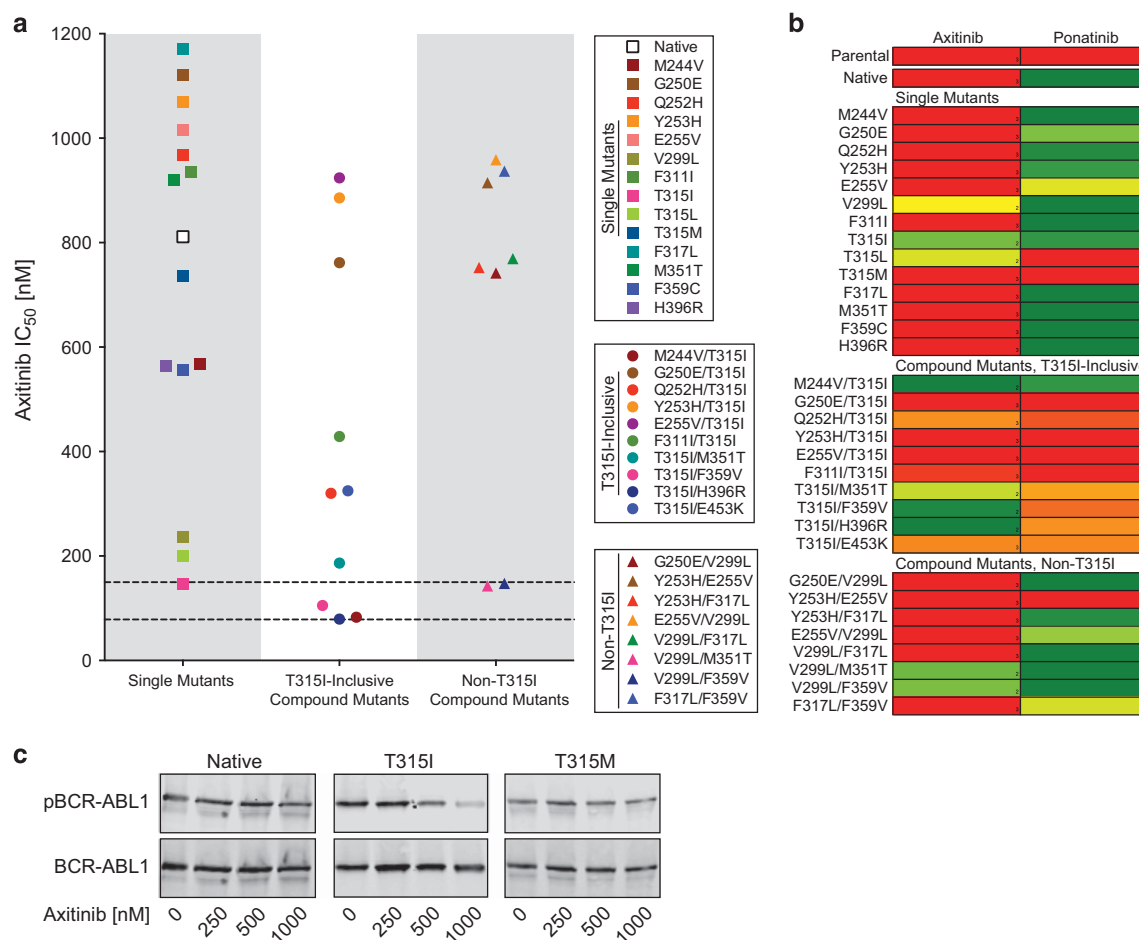 a
1200
1000
800
600
400
200
0
Axitinib IC50 [nM]
Single Mutants
T315I-Inclusive
Compound Mutants
Non-T315I
Compound Mutants
Single Mutants
Native
M244V
G250E
Q252H
Y253H
E255V
V299L
F311I
T315I
T315L
T315M
F317L
M351T
F359C
H396R
T315I-Inclusive
M244V/T315I
G250E/T315I
Q252H/T315I
Y253H/T315I
E255V/T315I
F311I/T315I
T315I/M351T
T315I/F359V
T315I/H396R
T315I/E453K
Non-T315I
G250E/V299L
Y253H/E255V
Y253H/F317L
E255V/V299L
V299L/F317L
V299L/M351T
V299L/F359V
F317L/F359V
b
Axitinib Ponatinib
Parental
Native
Single Mutants
M244V
G250E
Q252H
Y253H
E255V
V299L
F311I
T315I
T315L
T315M
F317L
M351T
F359C
H396R
Compound Mutants, T315I-Inclusive
M244V/T315I
G250E/T315I
Q252H/T315I
Y253H/T315I
E255V/T315I
F311I/T315I
T315I/M351T
T315I/F359V
T315I/H396R
T315I/E453K
Compound Mutants, Non-T315I
G250E/V299L
Y253H/E255V
Y253H/F317L
E255V/V299L
V299L/F317L
V299L/M351T
V299L/F359V
F317L/F359V
c
Native T315I T315M
pBCR-ABL1
BCR-ABL1
Axitinib [nM] 0 250 500 1000 0 250 500 1000 0 250 500 1000